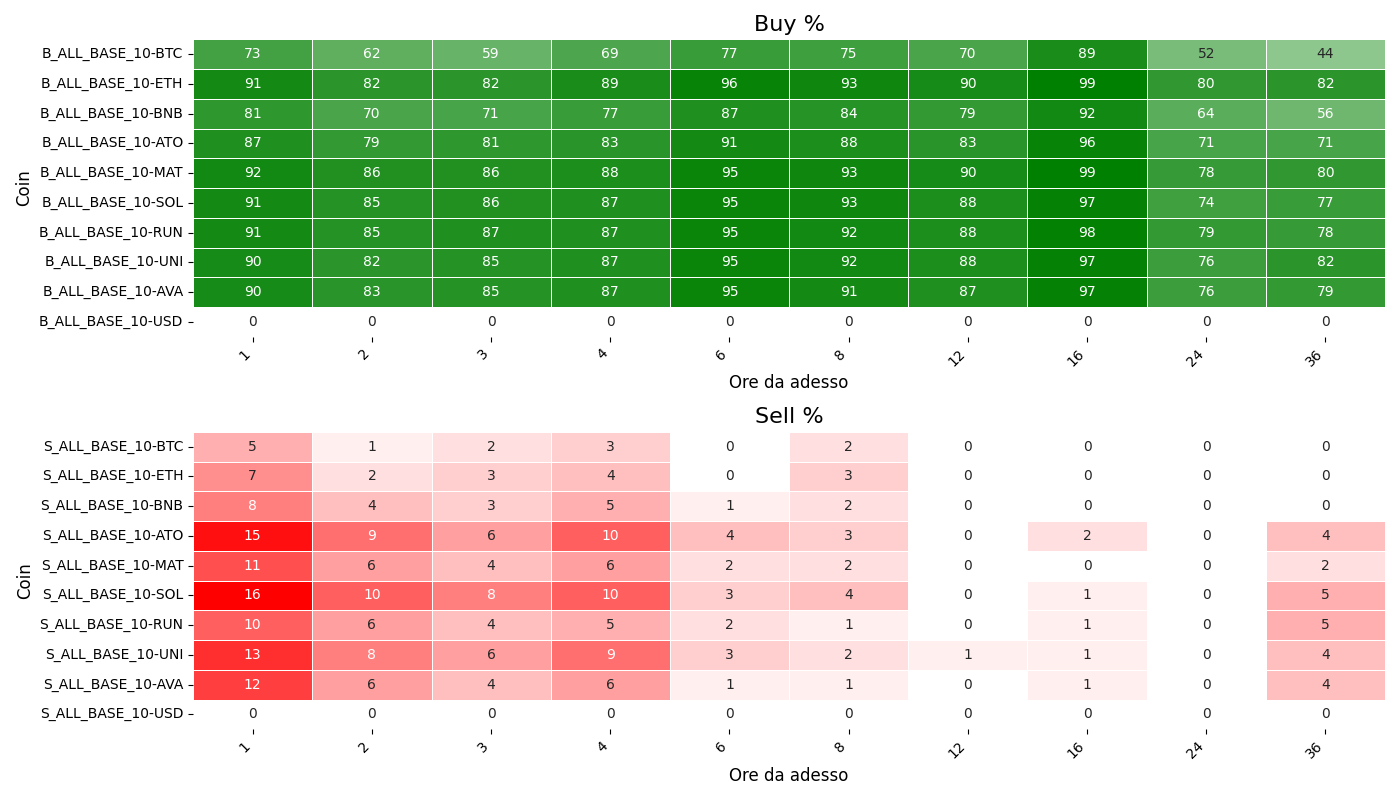 Buy %
Coin
B_ALL_BASE_10-BTC 73 62 59 69 77 75 70 89 52 44
B_ALL_BASE_10-ETH 91 82 82 89 96 93 90 99 80 82
B_ALL_BASE_10-BNB 81 70 71 77 87 84 79 92 64 56
B_ALL_BASE_10-ATO 87 79 81 83 91 88 83 96 71 71
B_ALL_BASE_10-MAT 92 86 86 88 95 93 90 99 78 80
B_ALL_BASE_10-SOL 91 85 86 87 95 93 88 97 74 77
B_ALL_BASE_10-RUN 91 85 87 87 95 92 88 98 79 78
B_ALL_BASE_10-UNI 90 82 85 87 95 92 88 97 76 82
B_ALL_BASE_10-AVA 90 83 85 87 95 91 87 97 76 79
B_ALL_BASE_10-USD 0 0 0 0 0 0 0 0 0 0
1 2 3 4 6 8 12 16 24 36
Ore da adesso
Sell %
Coin
S_ALL_BASE_10-BTC 5 1 2 3 0 2 0 0 0 0
S_ALL_BASE_10-ETH 7 2 3 4 0 3 0 0 0 0
S_ALL_BASE_10-BNB 8 4 3 5 1 2 0 0 0 0
S_ALL_BASE_10-ATO 15 9 6 10 4 3 0 2 0 4
S_ALL_BASE_10-MAT 11 6 4 6 2 2 0 0 0 2
S_ALL_BASE_10-SOL 16 10 8 10 3 4 0 1 0 5
S_ALL_BASE_10-RUN 10 6 4 5 2 1 0 1 0 5
S_ALL_BASE_10-UNI 13 8 6 9 3 2 1 1 0 4
S_ALL_BASE_10-AVA 12 6 4 6 1 1 0 1 0 4
S_ALL_BASE_10-USD 0 0 0 0 0 0 0 0 0 0
1 2 3 4 6 8 12 16 24 36
Ore da adesso